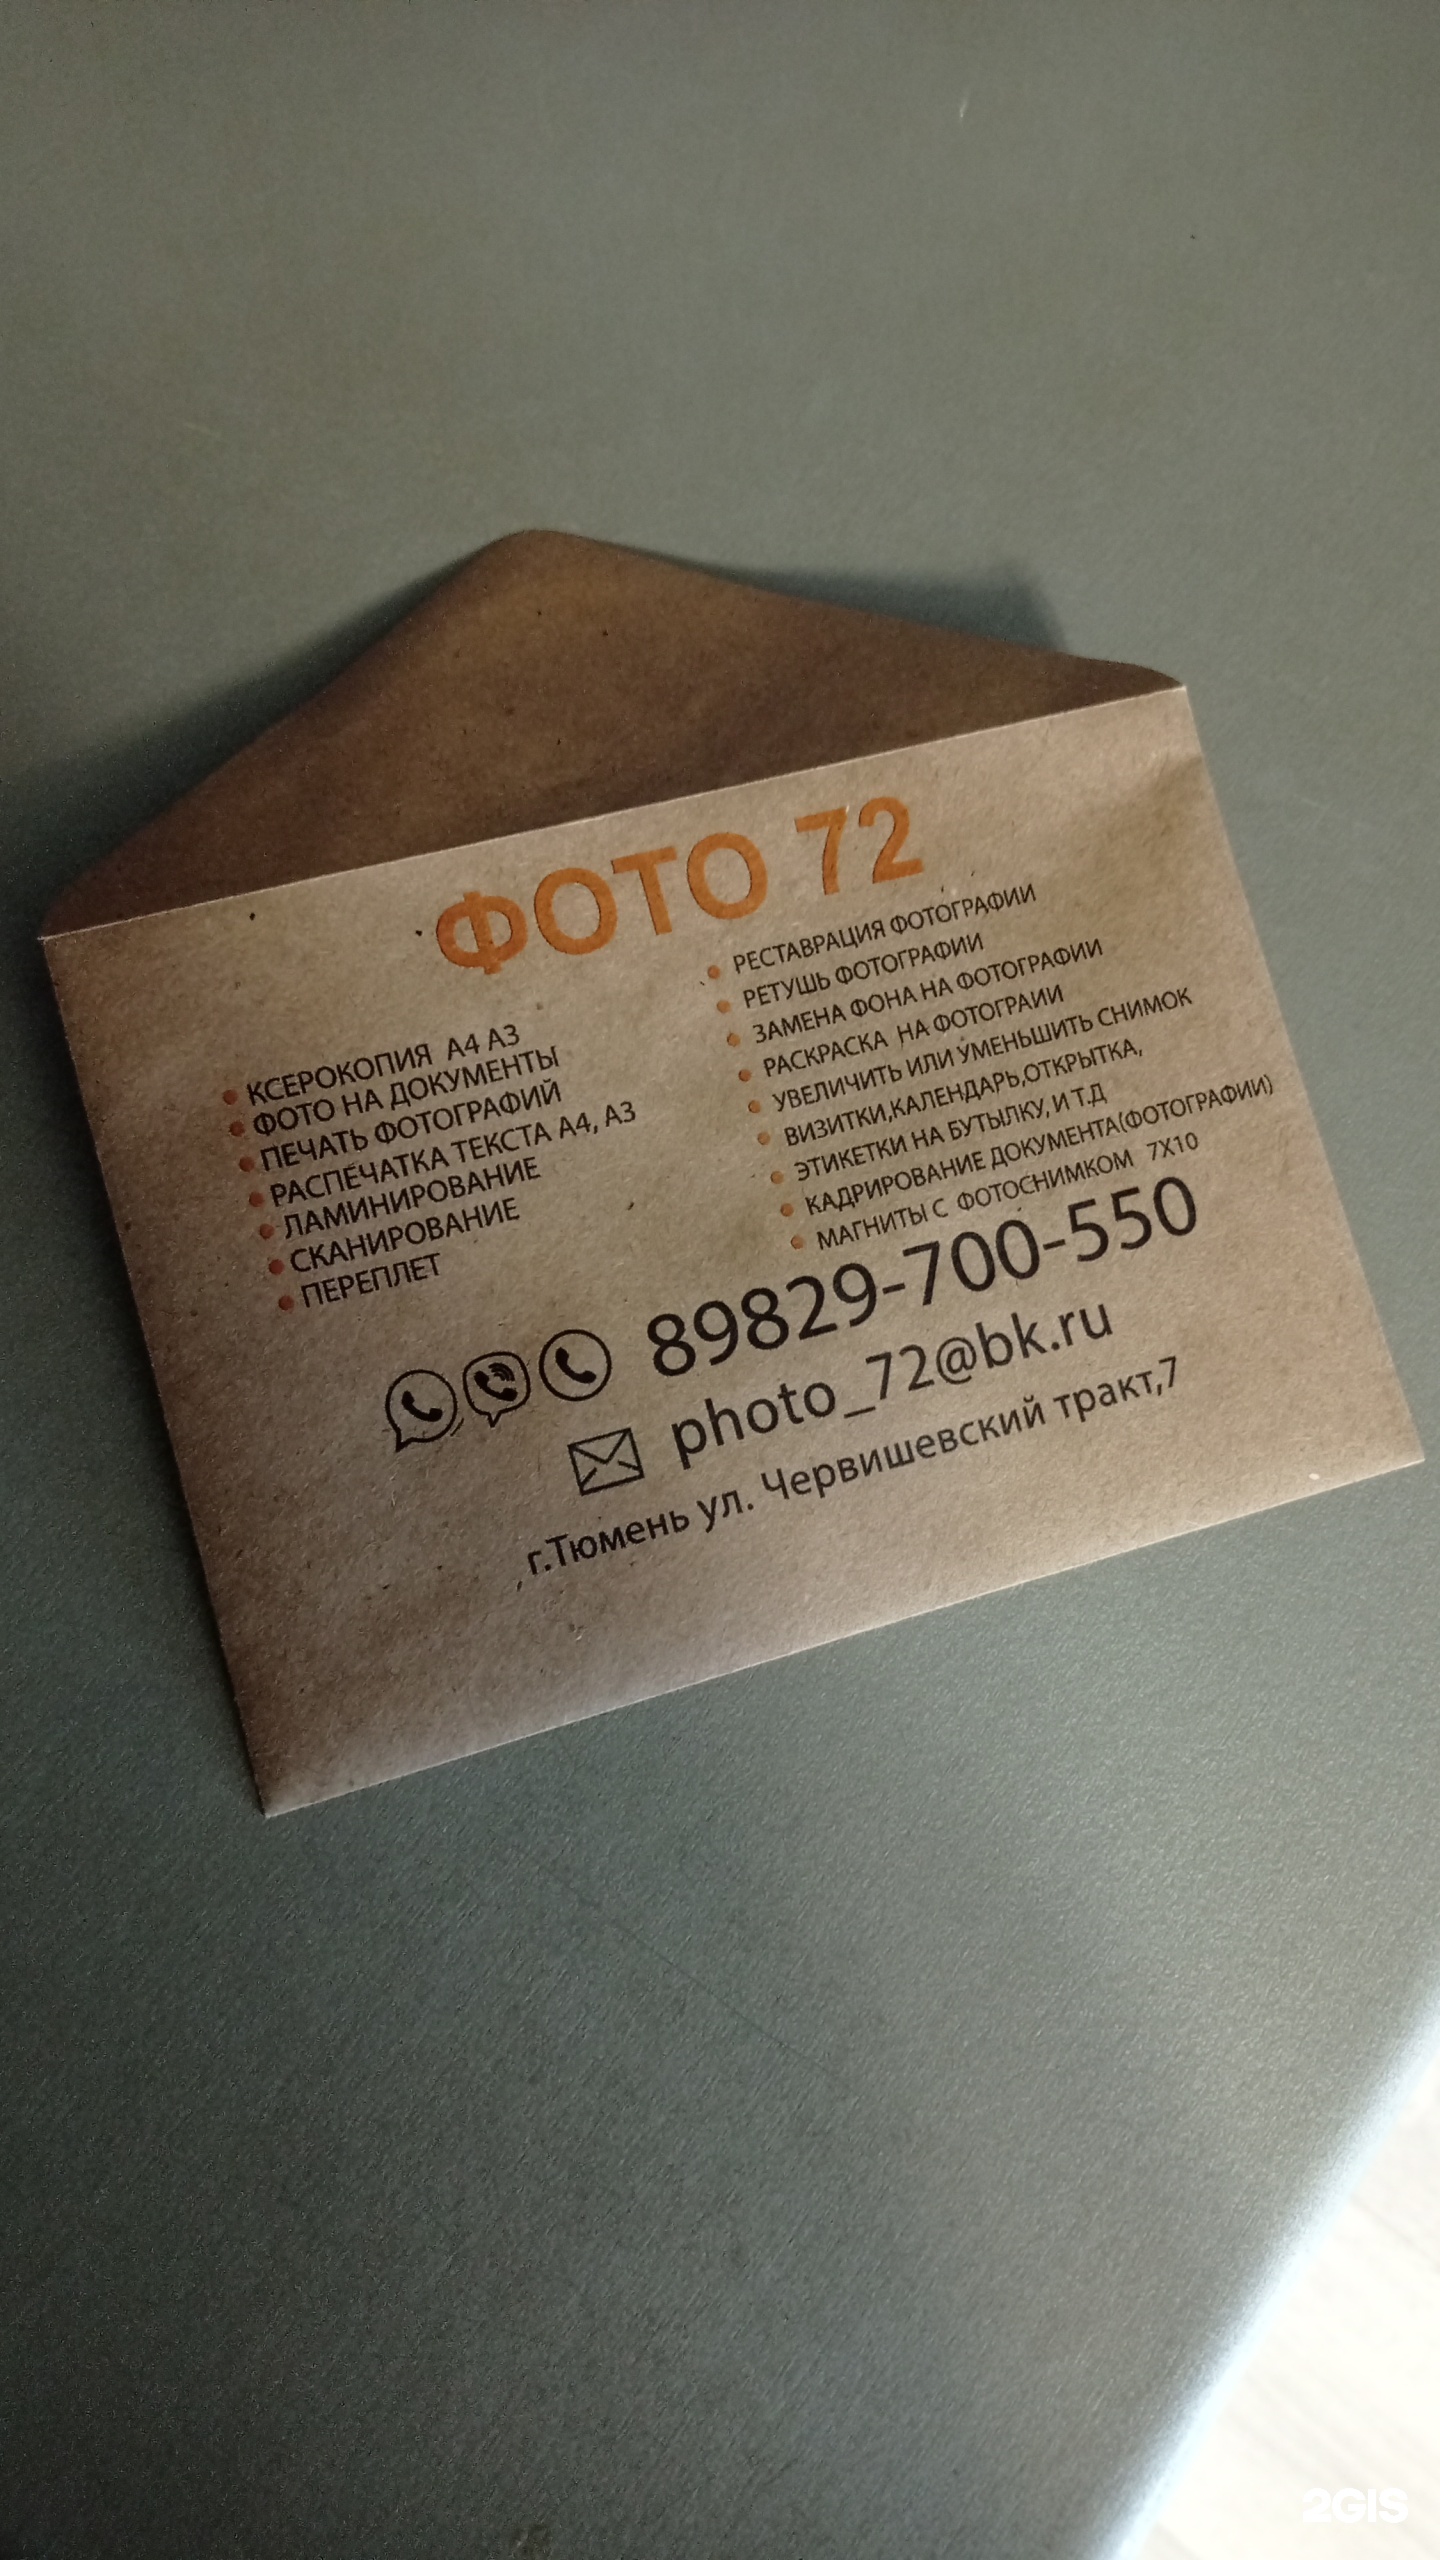 ФОТО 72
КСЕРОКОПИЯ А4 А3
ФОТО НА ДОКУМЕНТЫ
ПЕЧАТЬ ФОТОГРАФИЙ
РАСПЕЧАТКА ТЕКСТА А4, А3
ЛАМИНИРОВАНИЕ
СКАНИРОВАНИЕ
ПЕРЕПЛЕТ
РЕСТАВРАЦИЯ ФОТОГРАФИИ
РЕТУШЬ ФОТОГРАФИИ
ЗАМЕНА ФОНА НА ФОТОГРАФИИ
РАСКРАСКА НА ФОТОГРАИИ
УВЕЛИЧИТЬ ИЛИ УМЕНЬШИТЬ СНИМОК
ВИЗИТКИ,КАЛЕНДАРЬ,ОТКРЫТКА,
ЭТИКЕТКИ НА БУТЫЛКУ, И Т.Д
КАДРИРОВАНИЕ ДОКУМЕНТА(ФОТОГРАФИИ)
МАГНИТЫ С ФОТОСНИМКОМ 7Х10
89829-700-550
photo_72@bk.ru
г.Тюмень ул. Червишевский тракт,7
2GIS